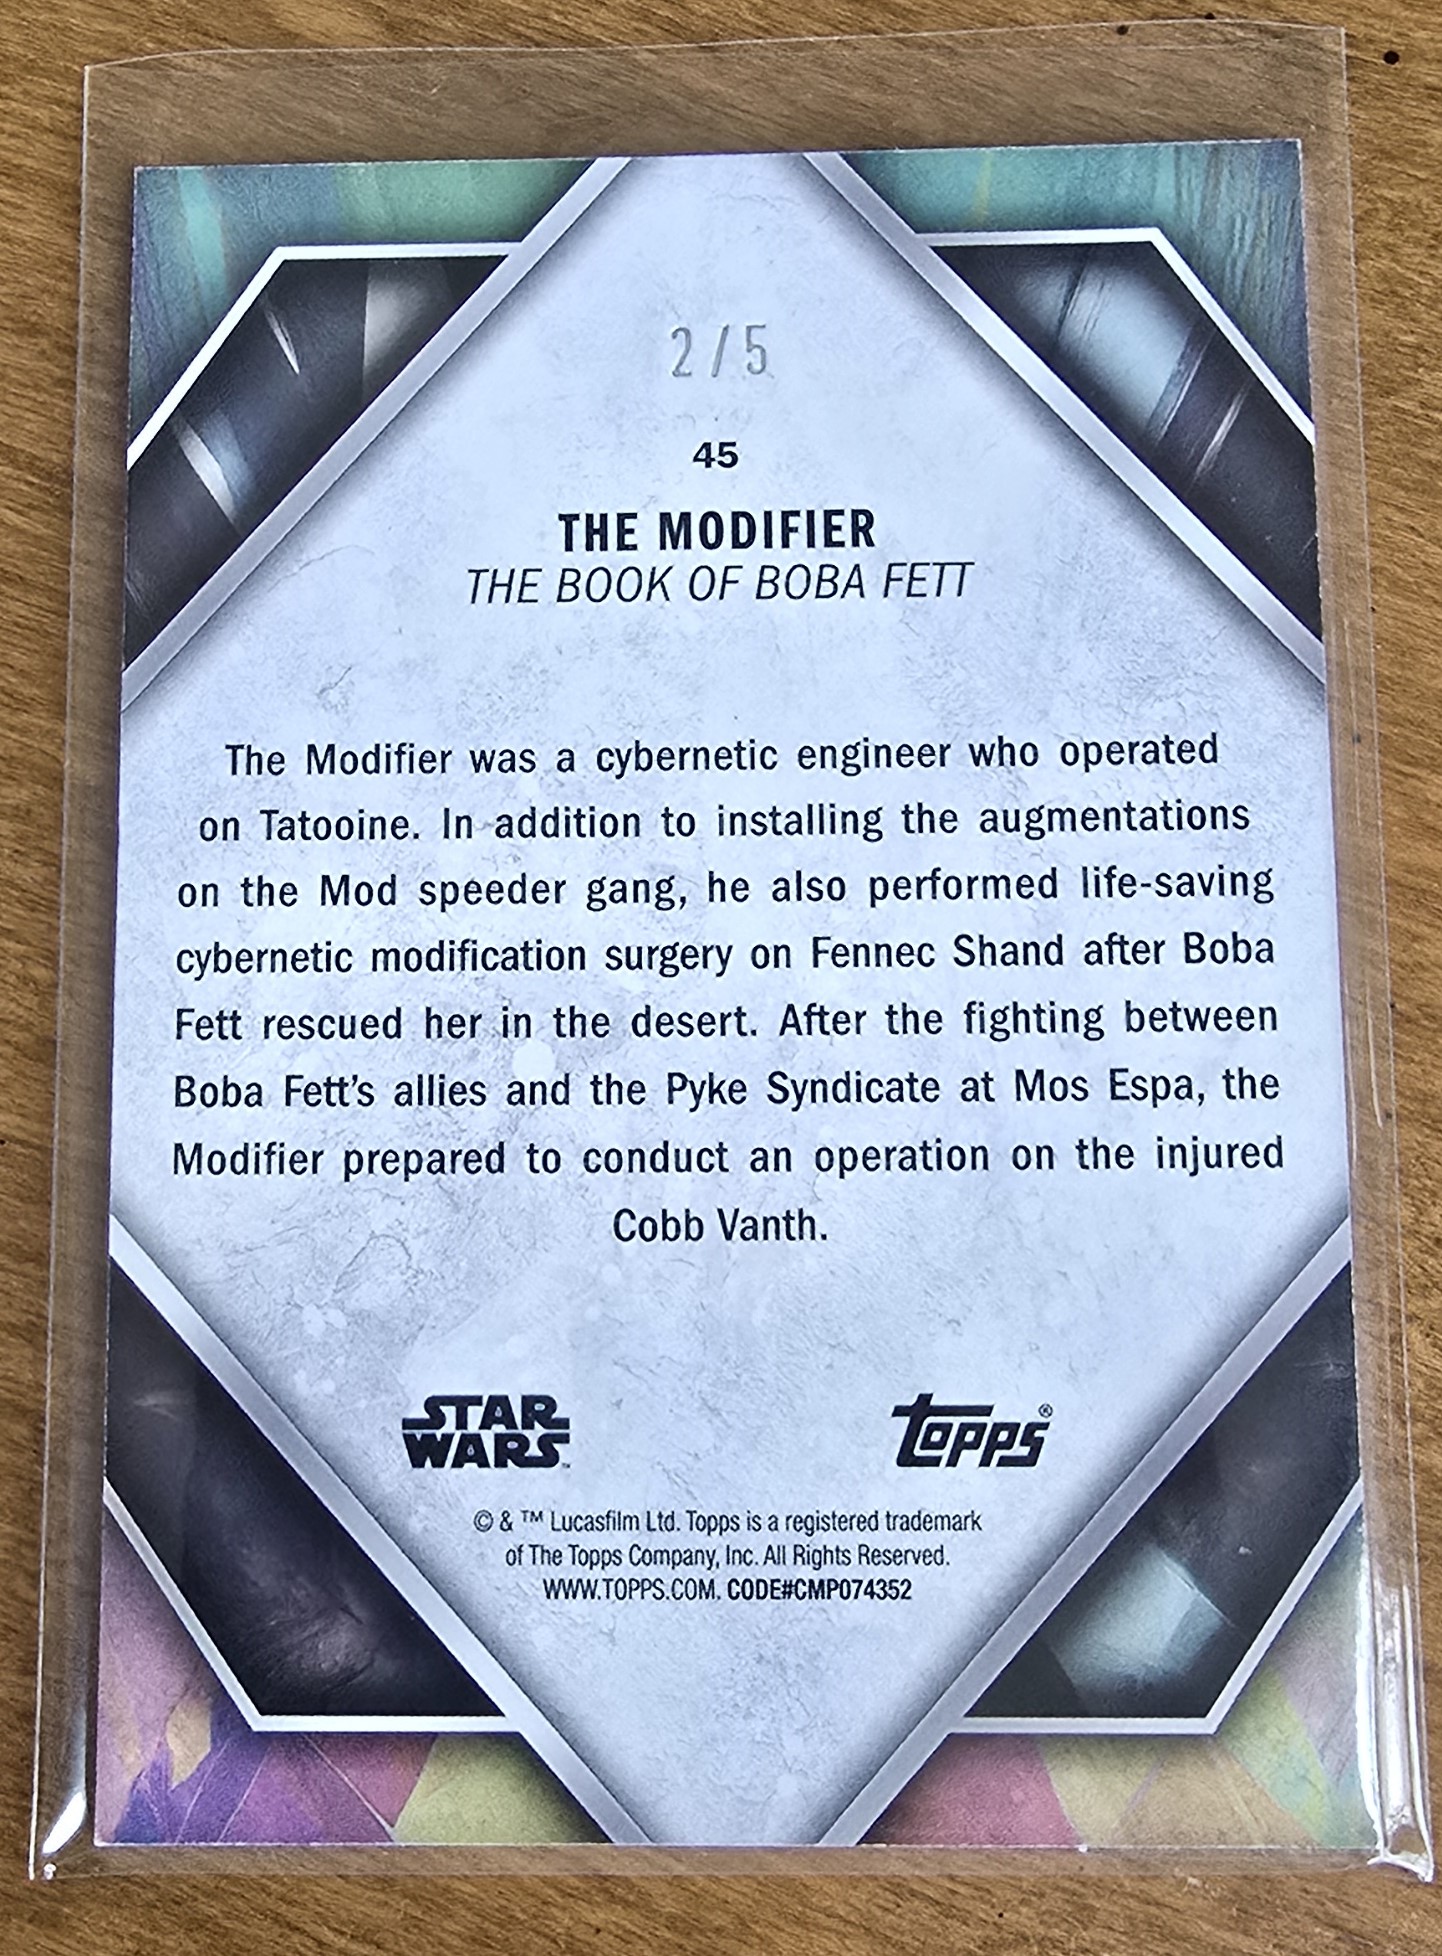 2/5
45
THE MODIFIER
THE BOOK OF BOBA FETT
The Modifier was a cybernetic engineer who operated
on Tatooine. In addition to installing the augmentations
on the Mod speeder gang, he also performed life-saving
cybernetic modification surgery on Fennec Shand after Boba
Fett rescued her in the desert. After the fighting between
Boba Fett's allies and the Pyke Syndicate at Mos Espa, the
Modifier prepared to conduct an operation on the injured
Cobb Vanth.
STAR
WARS
Topps®
© & ™ Lucasfilm Ltd. Topps is a registered trademark
of The Topps Company, Inc. All Rights Reserved.
WWW.TOPPS.COM. CODE#CMP074352